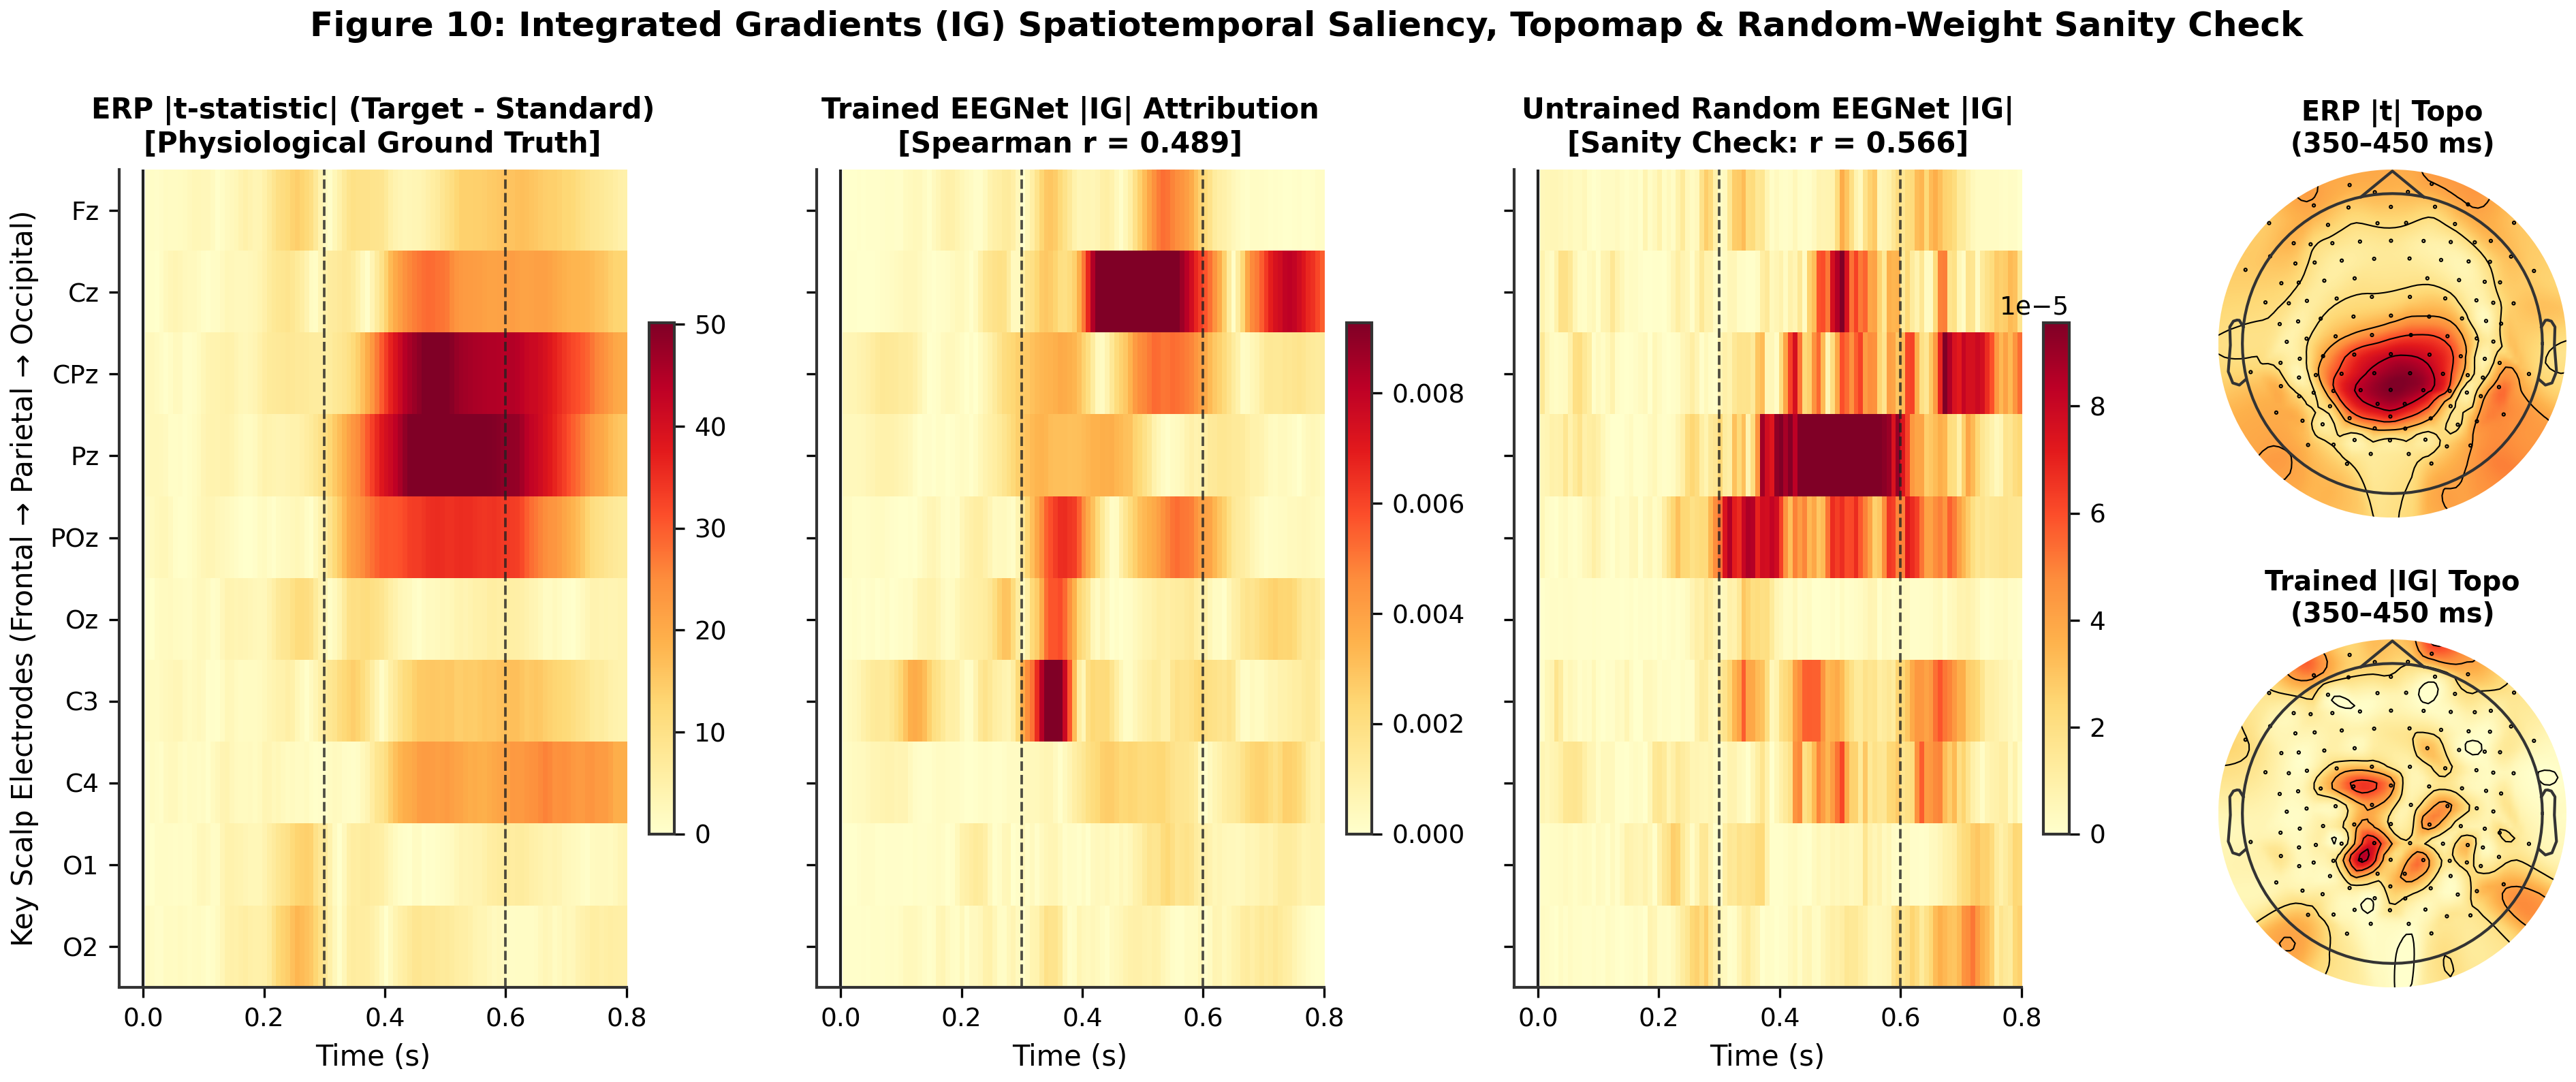 Figure 10: Integrated Gradients (IG) Spatiotemporal Saliency, Topomap & Random-Weight Sanity Check
ERP |t-statistic| (Target - Standard)
[Physiological Ground Truth]
Key Scalp Electrodes (Frontal → Parietal → Occipital)
Fz
Cz
CPz
Pz
POz
Oz
C3
C4
O1
O2
0.0 0.2 0.4 0.6 0.8
Time (s)
50
40
30
20
10
0
Trained EEGNet |IG| Attribution
[Spearman r = 0.489]
0.0 0.2 0.4 0.6 0.8
Time (s)
0.008
0.006
0.004
0.002
0.000
Untrained Random EEGNet |IG|
[Sanity Check: r = 0.566]
0.0 0.2 0.4 0.6 0.8
Time (s)
1e−5
8
6
4
2
0
ERP |t| Topo
(350–450 ms)
Trained |IG| Topo
(350–450 ms)